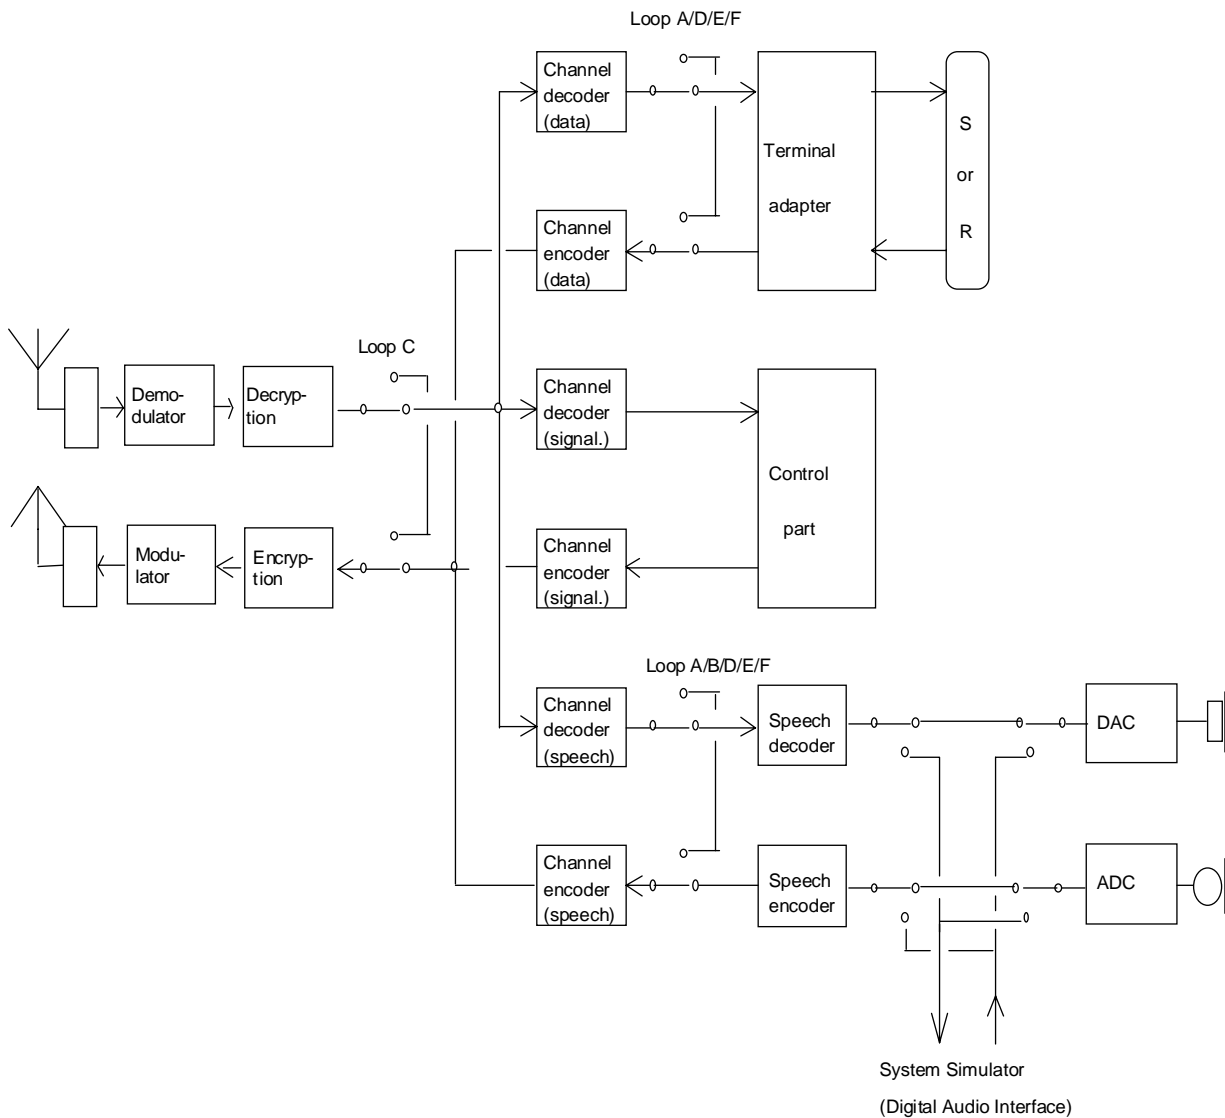 Loop A/D/E/F
Channel
decoder
(data)
Terminal
adapter
S
or
R
Channel
encoder
(data)
Loop C
Demo-
dulator
Decryp-
tion
Channel
decoder
(signal.)
Control
part
Modu-
lator
Encryp-
tion
Channel
encoder
(signal.)
Loop A/B/D/E/F
Channel
decoder
(speech)
Speech
decoder
DAC
Channel
encoder
(speech)
Speech
encoder
ADC
System Simulator
(Digital Audio Interface)